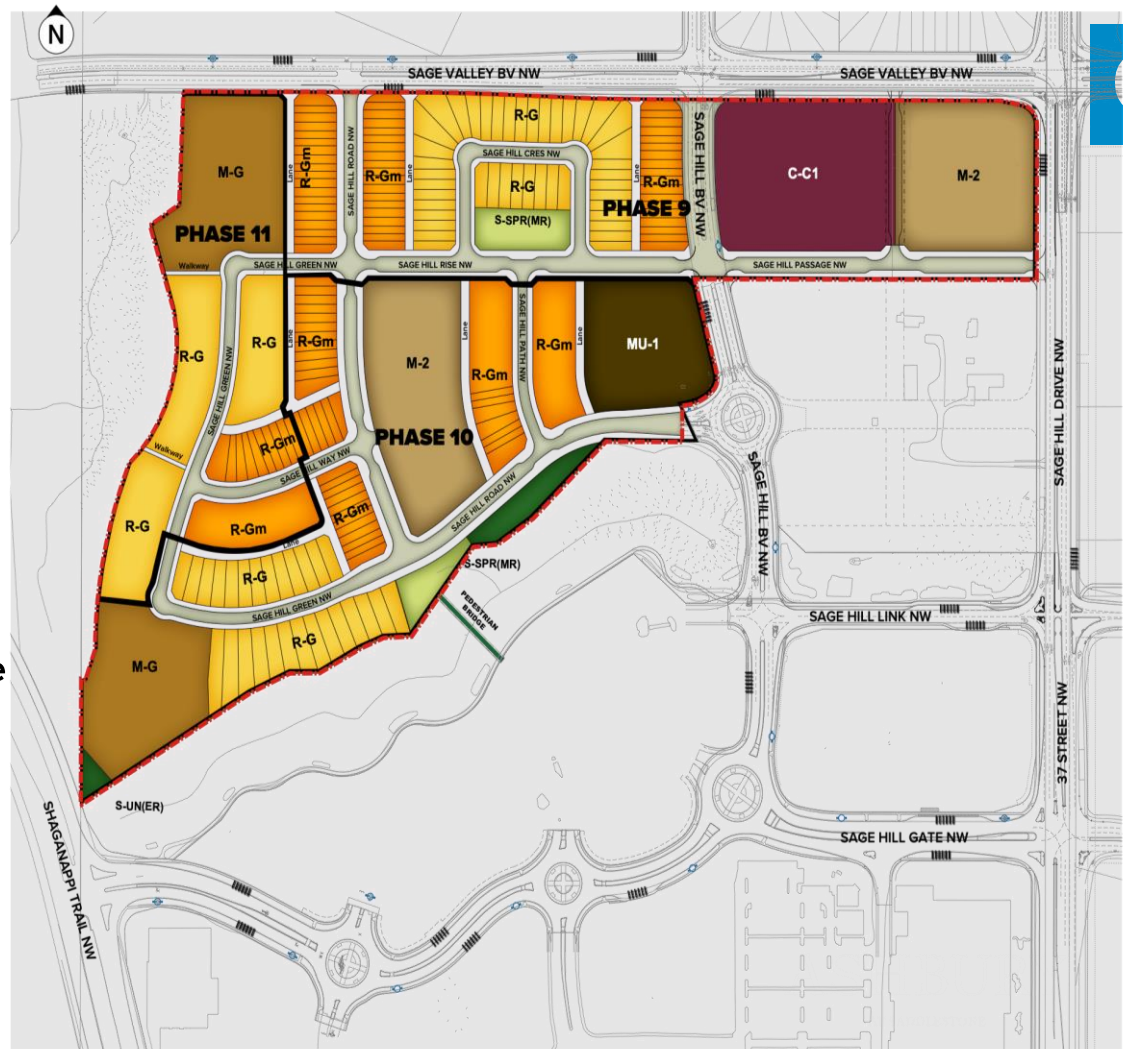 N
SAGE VALLEY BV NW
SAGE VALLEY BV NW
M-G
Lane
R-Gm
SAGE HILL ROAD NW
R-Gm
Lane
R-G
SAGE HILL CRES NW
R-G
S-SPR(MR)
Lane
R-Gm
SAGE HILL BV NW
C-C1
M-2
PHASE 11
PHASE 9
Walkway
SAGE HILL GREEN NW
SAGE HILL RISE NW
SAGE HILL PASSAGE NW
R-G
SAGE HILL GREEN NW
R-G
Lane
R-Gm
M-2
Lane
R-Gm
SAGE HILL PATH NW
R-Gm
Lane
MU-1
SAGE HILL DRIVE NW
PHASE 10
R-Gm
Walkway
SAGE HILL WAY NW
SAGE HILL ROAD NW
SAGE HILL BV NW
R-G
R-Gm
R-Gm
Lane
R-G
S-SPR(MR)
SAGE HILL GREEN NW
PEDESTRIAN
BRIDGE
SAGE HILL LINK NW
R-G
M-G
e
37 STREET NW
S-UN(ER)
SHAGANAPPI TRAIL NW
SAGE HILL GATE NW